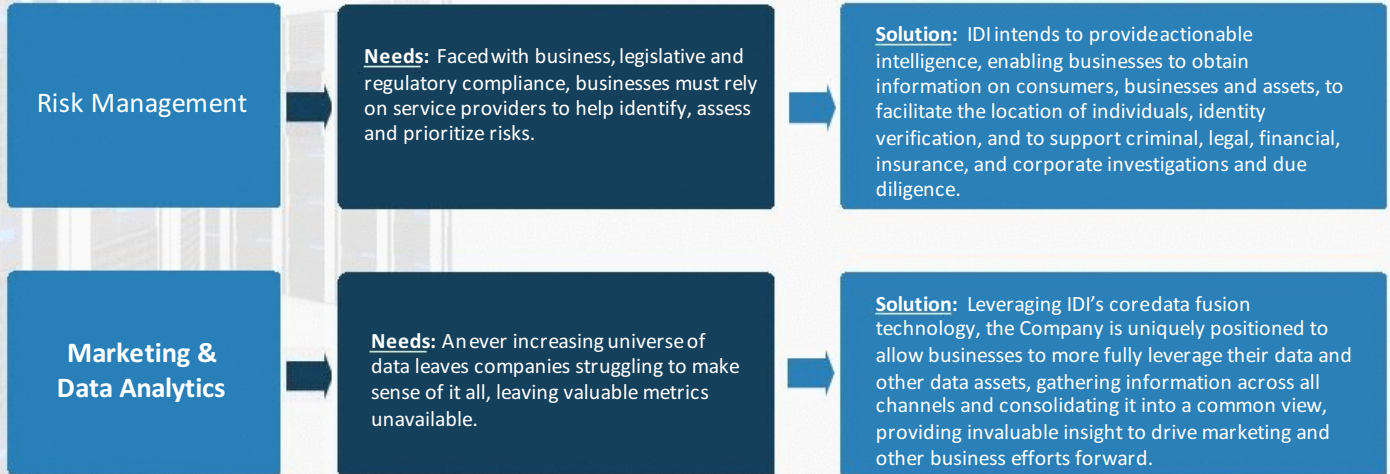 Risk Management
Needs: Faced with business, legislative and
regulatory compliance, businesses must rely
on service providers to help identify, assess
and prioritize risks.
Solution: IDI intends to provide actionable
intelligence, enabling businesses to obtain
information on consumers, businesses and assets, to
facilitate the location of individuals, identity
verification, and to support criminal, legal, financial,
insurance, and corporate investigations and due
diligence.
Marketing &
Data Analytics
Needs: An ever increasing universe of
data leaves companies struggling to make
sense of it all, leaving valuable metrics
unavailable.
Solution: Leveraging IDI’s core data fusion
technology, the Company is uniquely positioned to
allow businesses to more fully leverage their data and
other data assets, gathering information across all
channels and consolidating it into a common view,
providing invaluable insight to drive marketing and
other business efforts forward.